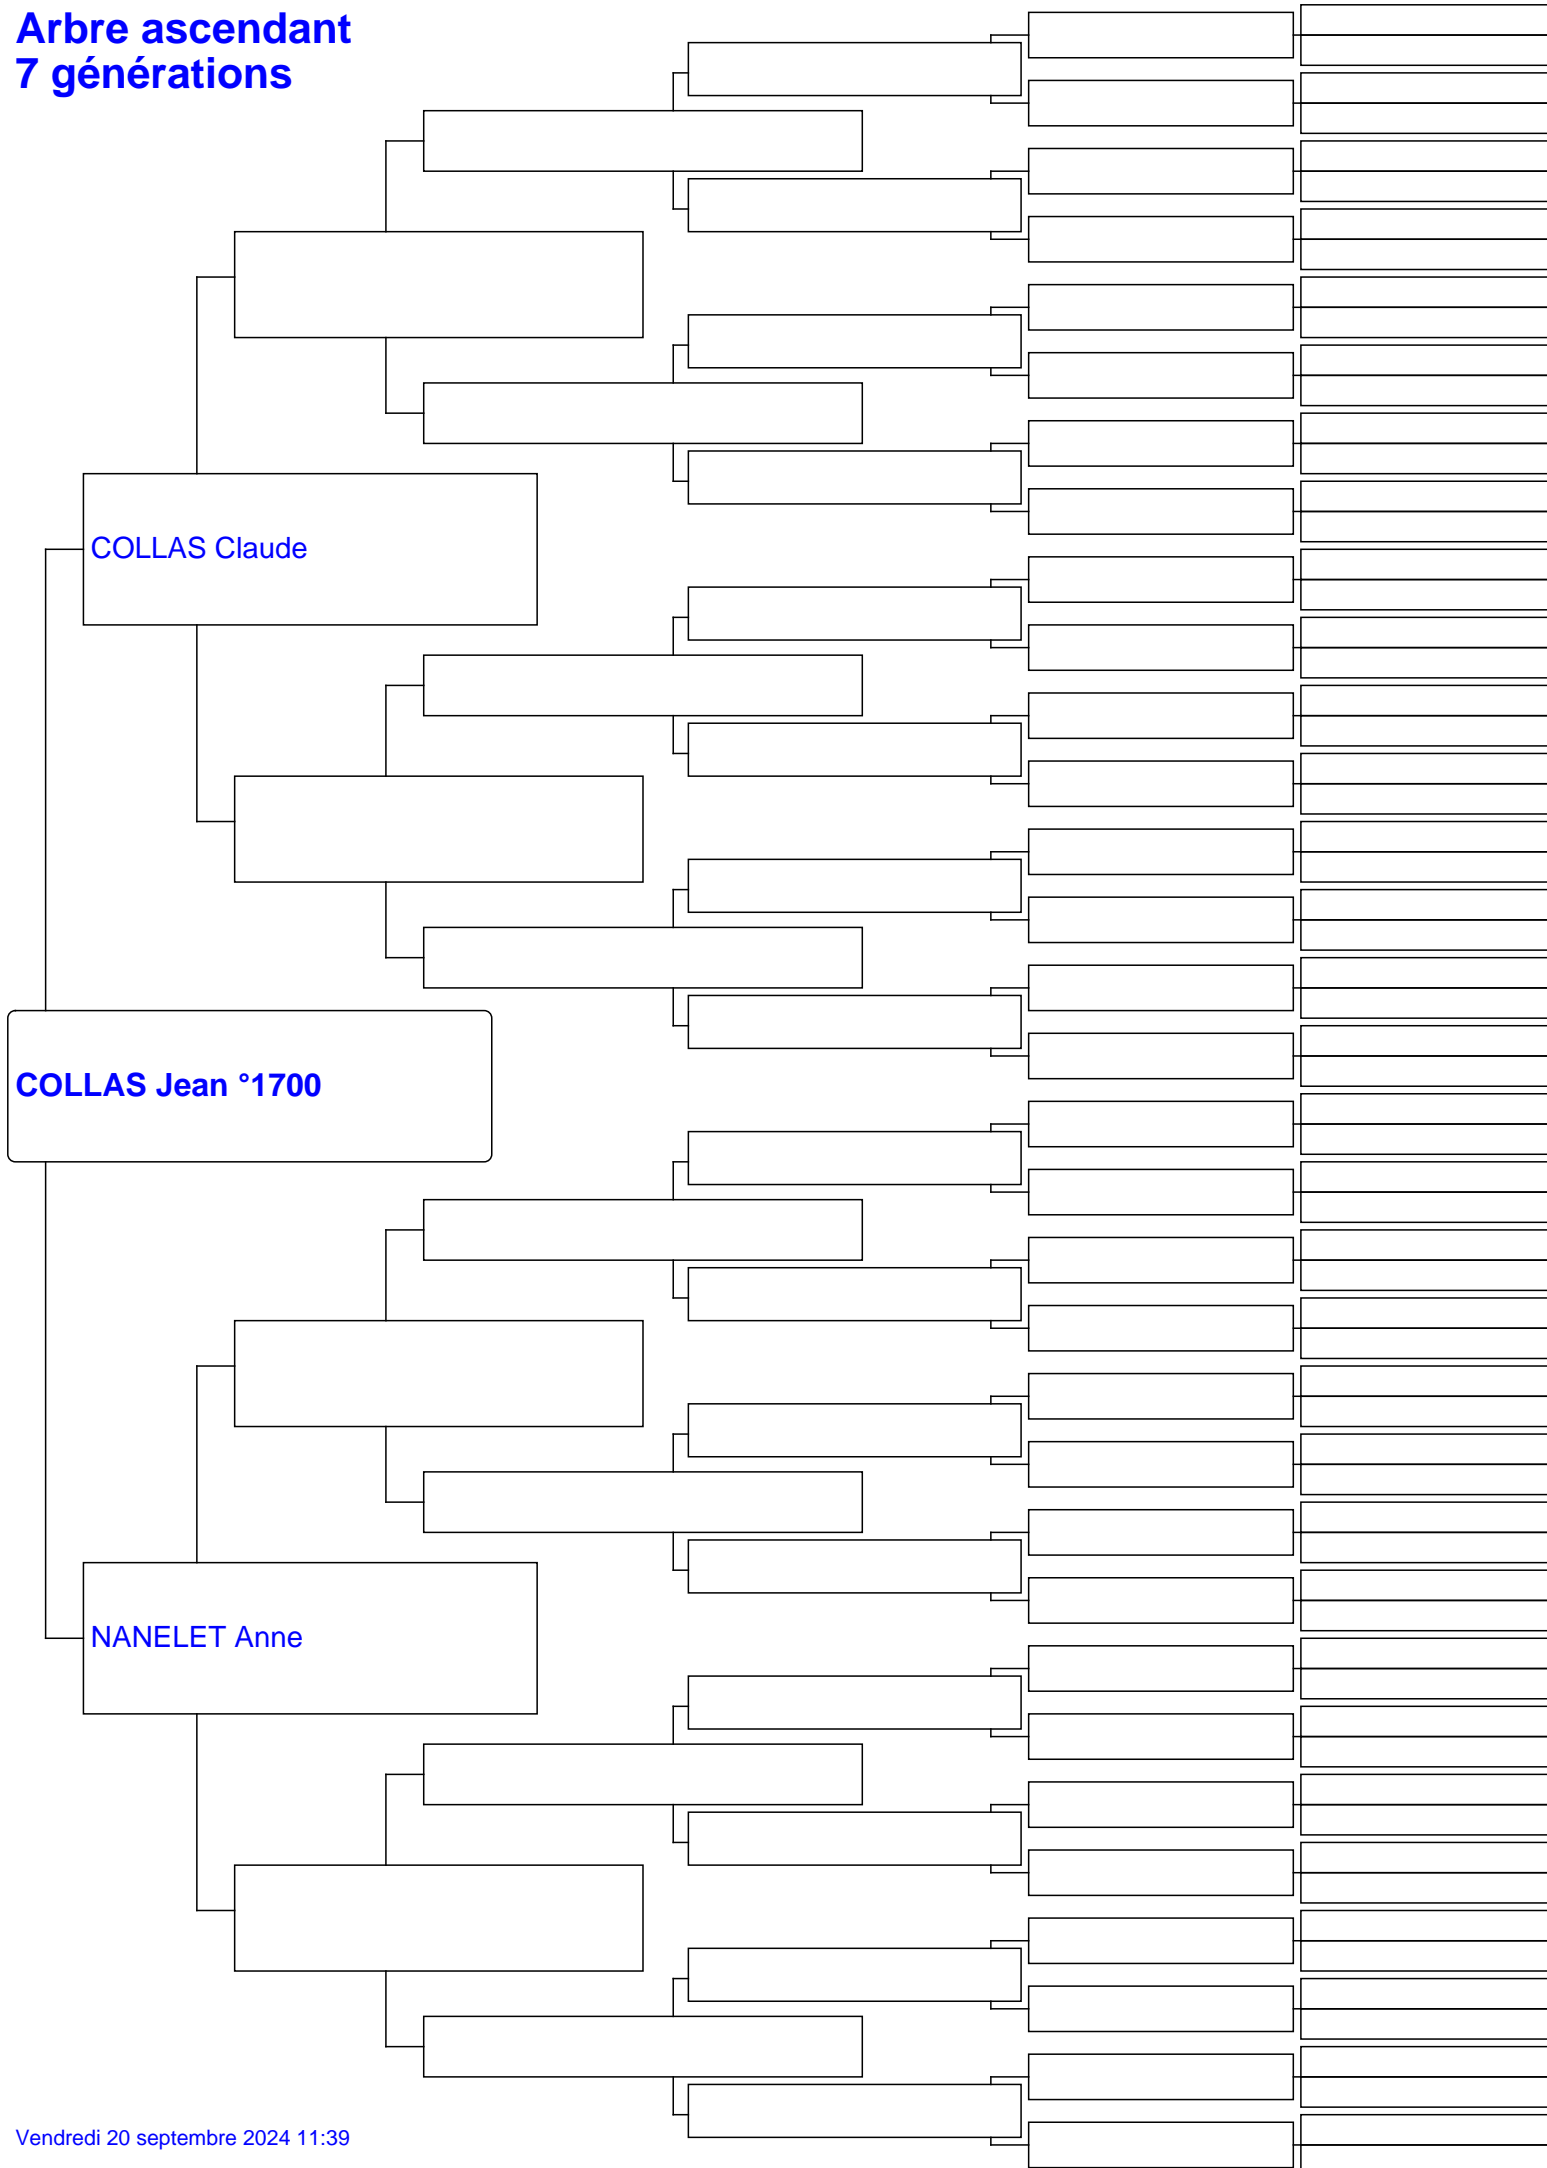 Arbre ascendant
7 générations
COLLAS Claude
COLLAS Jean °1700
NANELET Anne
Vendredi 20 septembre 2024 11:39